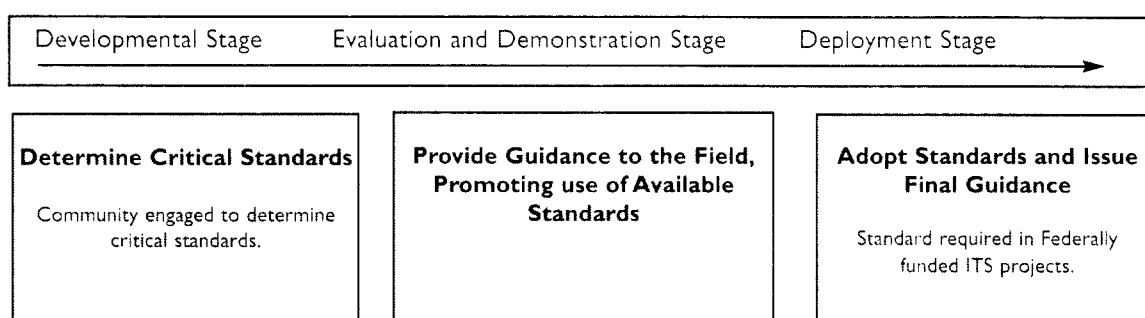 Developmental Stage Evaluation and Demonstration Stage Deployment Stage
Determine Critical Standards
Community engaged to determine
critical standards.
Provide Guidance to the Field,
Promoting use of Available
Standards
Adopt Standards and Issue
Final Guidance
Standard required in Federally
funded ITS projects.